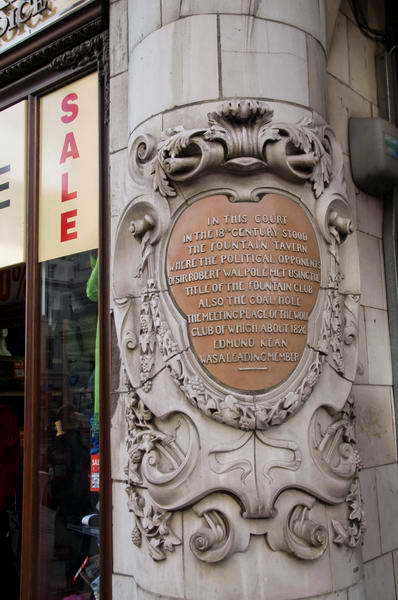 OICE
SALE
IN THIS COURT
IN THE 18TH CENTURY STOOD
THE FOUNTAIN TAVERN
WHERE THE POLITICAL OPPONENTS
OF SIR ROBERT WALPOLE MET USING THE
TITLE OF THE FOUNTAIN CLUB
ALSO THE COAL HOLE
THE MEETING PLACE OF THE WOLF
CLUB OF WHICH ABOUT 1826
EDMUND KEAN
WAS A LEADING MEMBER
SALE